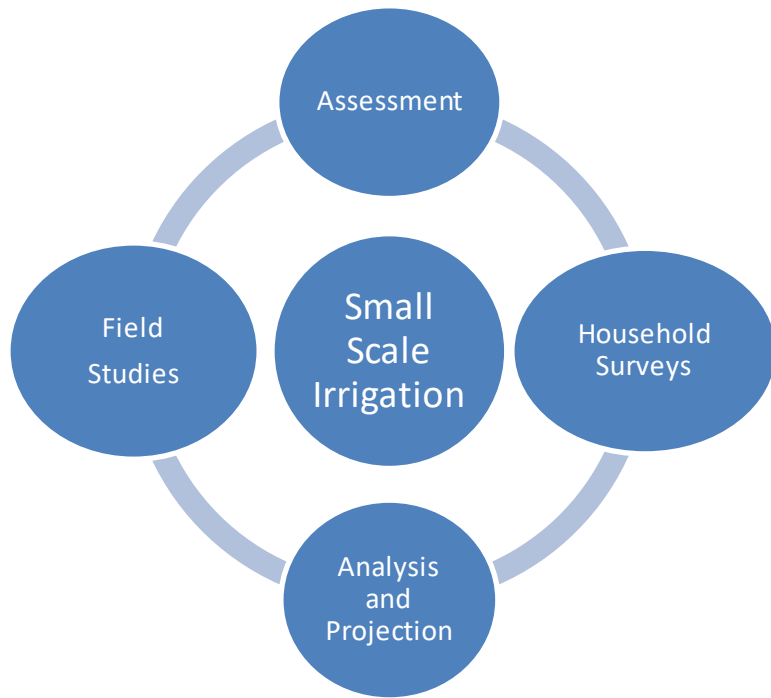 Assessment
Field
Studies
Small
Scale
Irrigation
Household
Surveys
Analysis
and
Projection